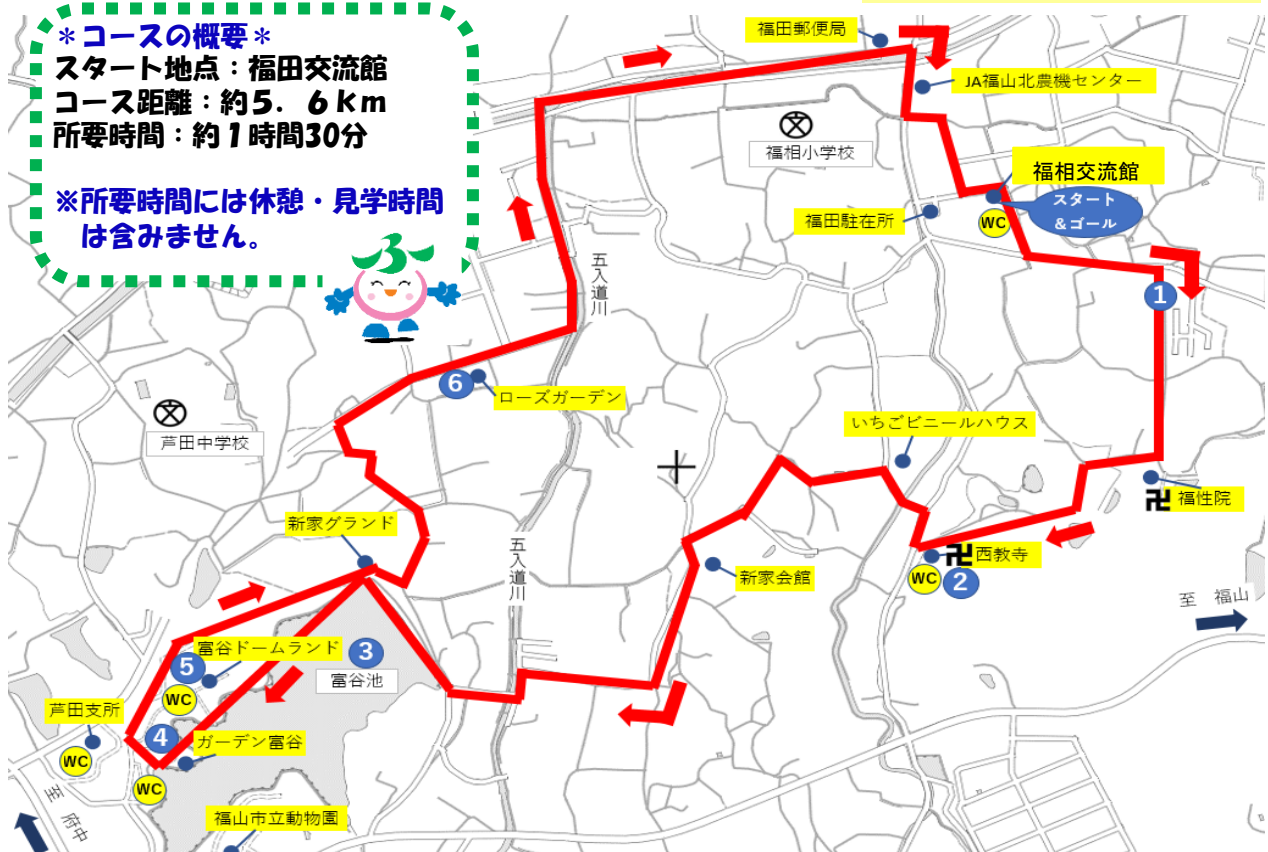 ＊コースの概要＊
スタート地点：福田交流館
コース距離：約５．６ｋｍ
所要時間：約１時間30分
※所要時間には休憩・見学時間
は含みません。
福田郵便局
JA福山北農機センター
福相小学校
福相交流館
スタート
＆ゴール
福田駐在所
WC
五入道川
1
6
ローズガーデン
芦田中学校
いちごビニールハウス
福性院
新家グランド
五入道川
西教寺
WC
2
新家会館
至 福山
富谷ドームランド
3
富谷池
5
WC
芦田支所
4
ガーデン富谷
WC
WC
至 府中
福山市立動物園